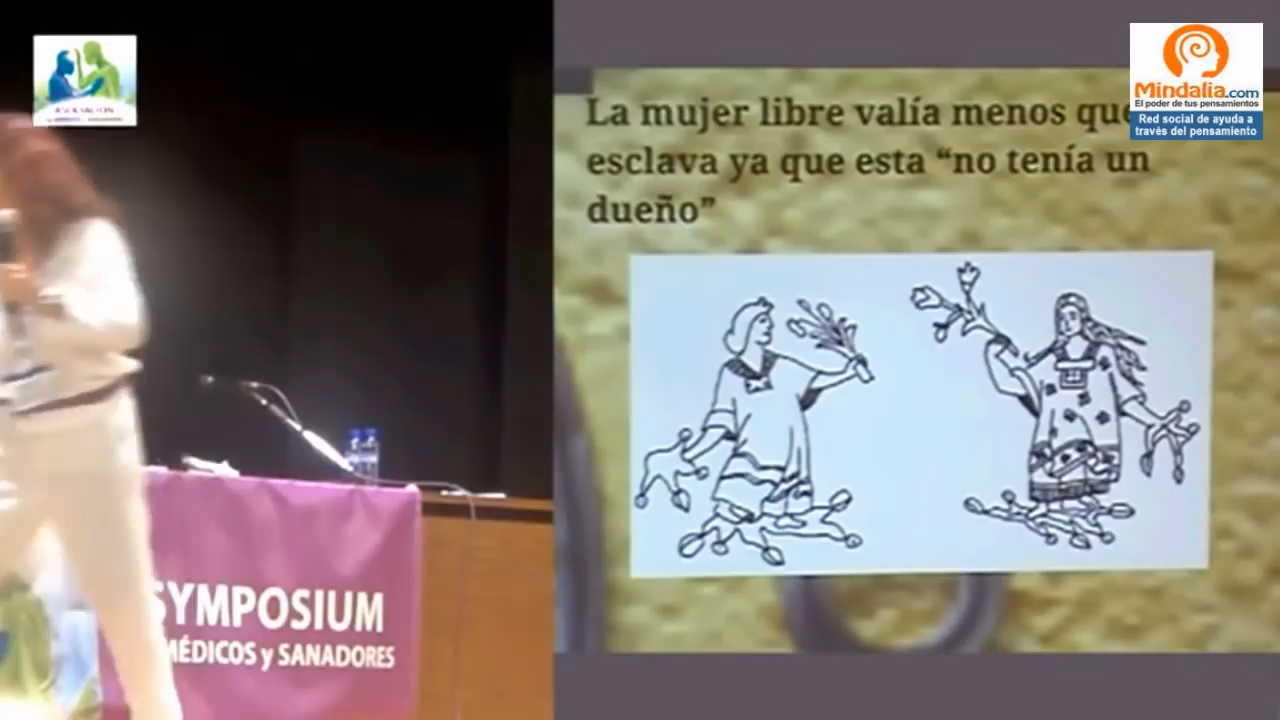 Mindalia.com
El poder de tus pensamientos
Red social de ayuda a
través del pensamiento
La mujer libre valía menos que
esclava ya que esta “no tenía un
dueño”
SYMPOSIUM
MÉDICOS y SANADORES